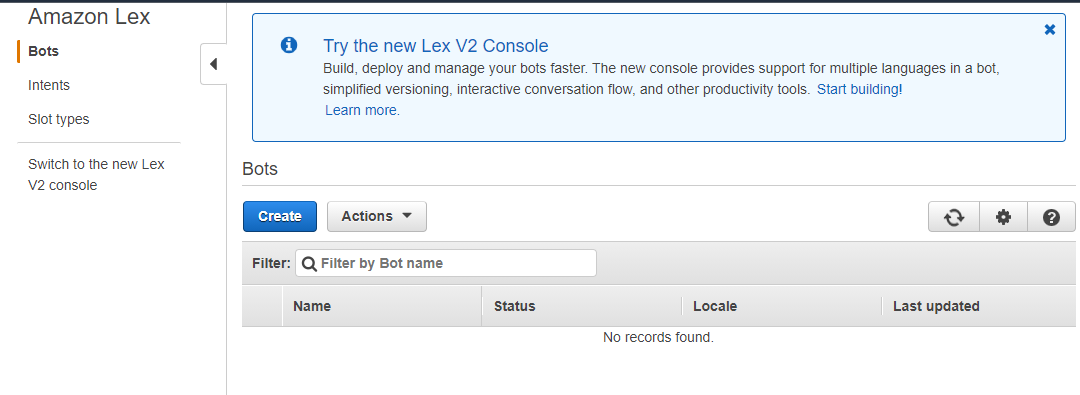 Amazon Lex
Bots
Intents
Slot types
Switch to the new Lex
V2 console
Try the new Lex V2 Console
Build, deploy and manage your bots faster. The new console provides support for multiple languages in a bot,
simplified versioning, interactive conversation flow, and other productivity tools. Start building!
Learn more.
Bots
Create Actions
Filter: Filter by Bot name
Name Status Locale Last updated
No records found.